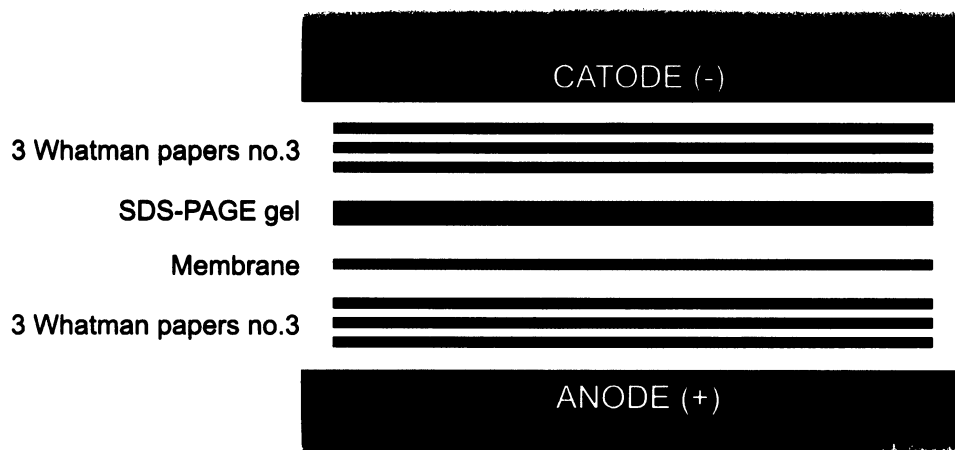 CATODE (-)
3 Whatman papers no.3
SDS-PAGE gel
Membrane
3 Whatman papers no.3
ANODE (+)